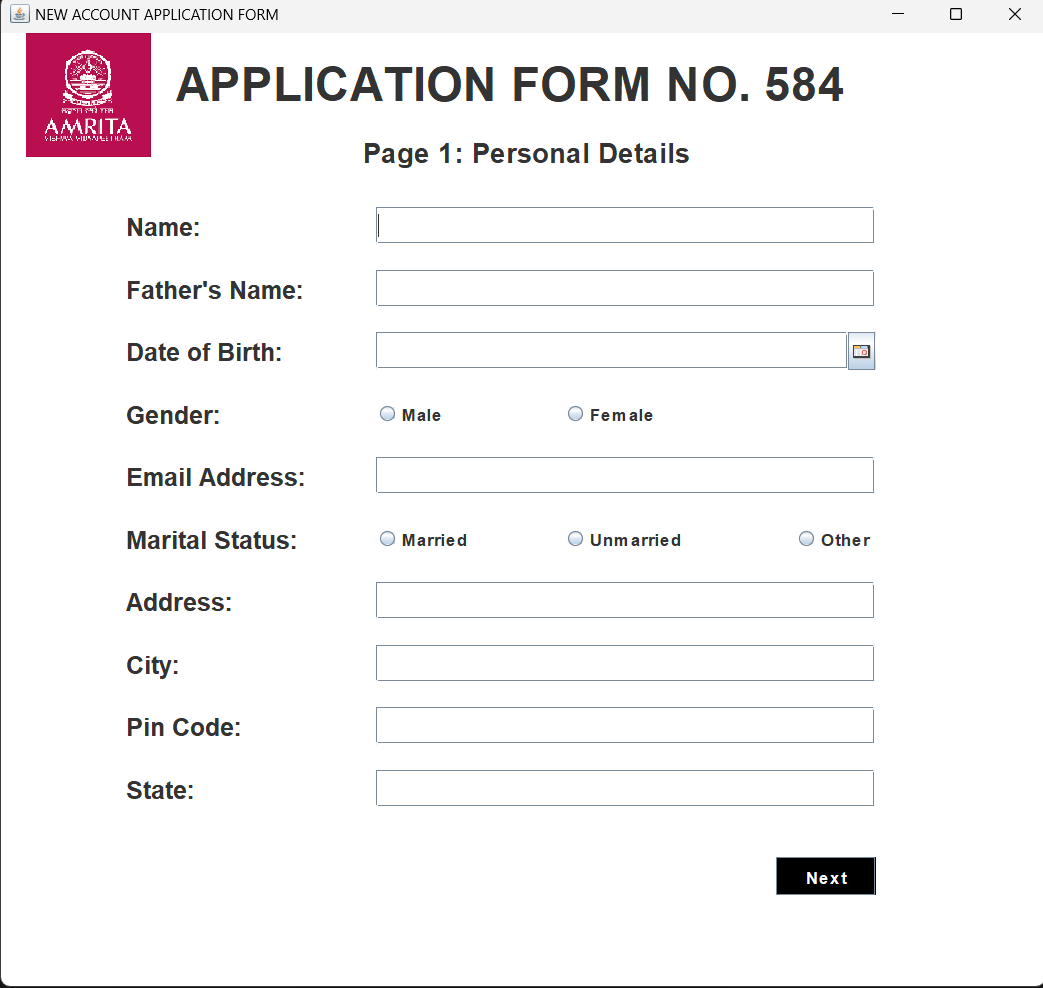 NEW ACCOUNT APPLICATION FORM
AMRITA
VISHWA VIDYAPEETHAM
APPLICATION FORM NO. 584
Page 1: Personal Details
Name:
Father's Name:
Date of Birth:
Gender: Male Female
Email Address:
Marital Status: Married Unmarried Other
Address:
City:
Pin Code:
State:
Next